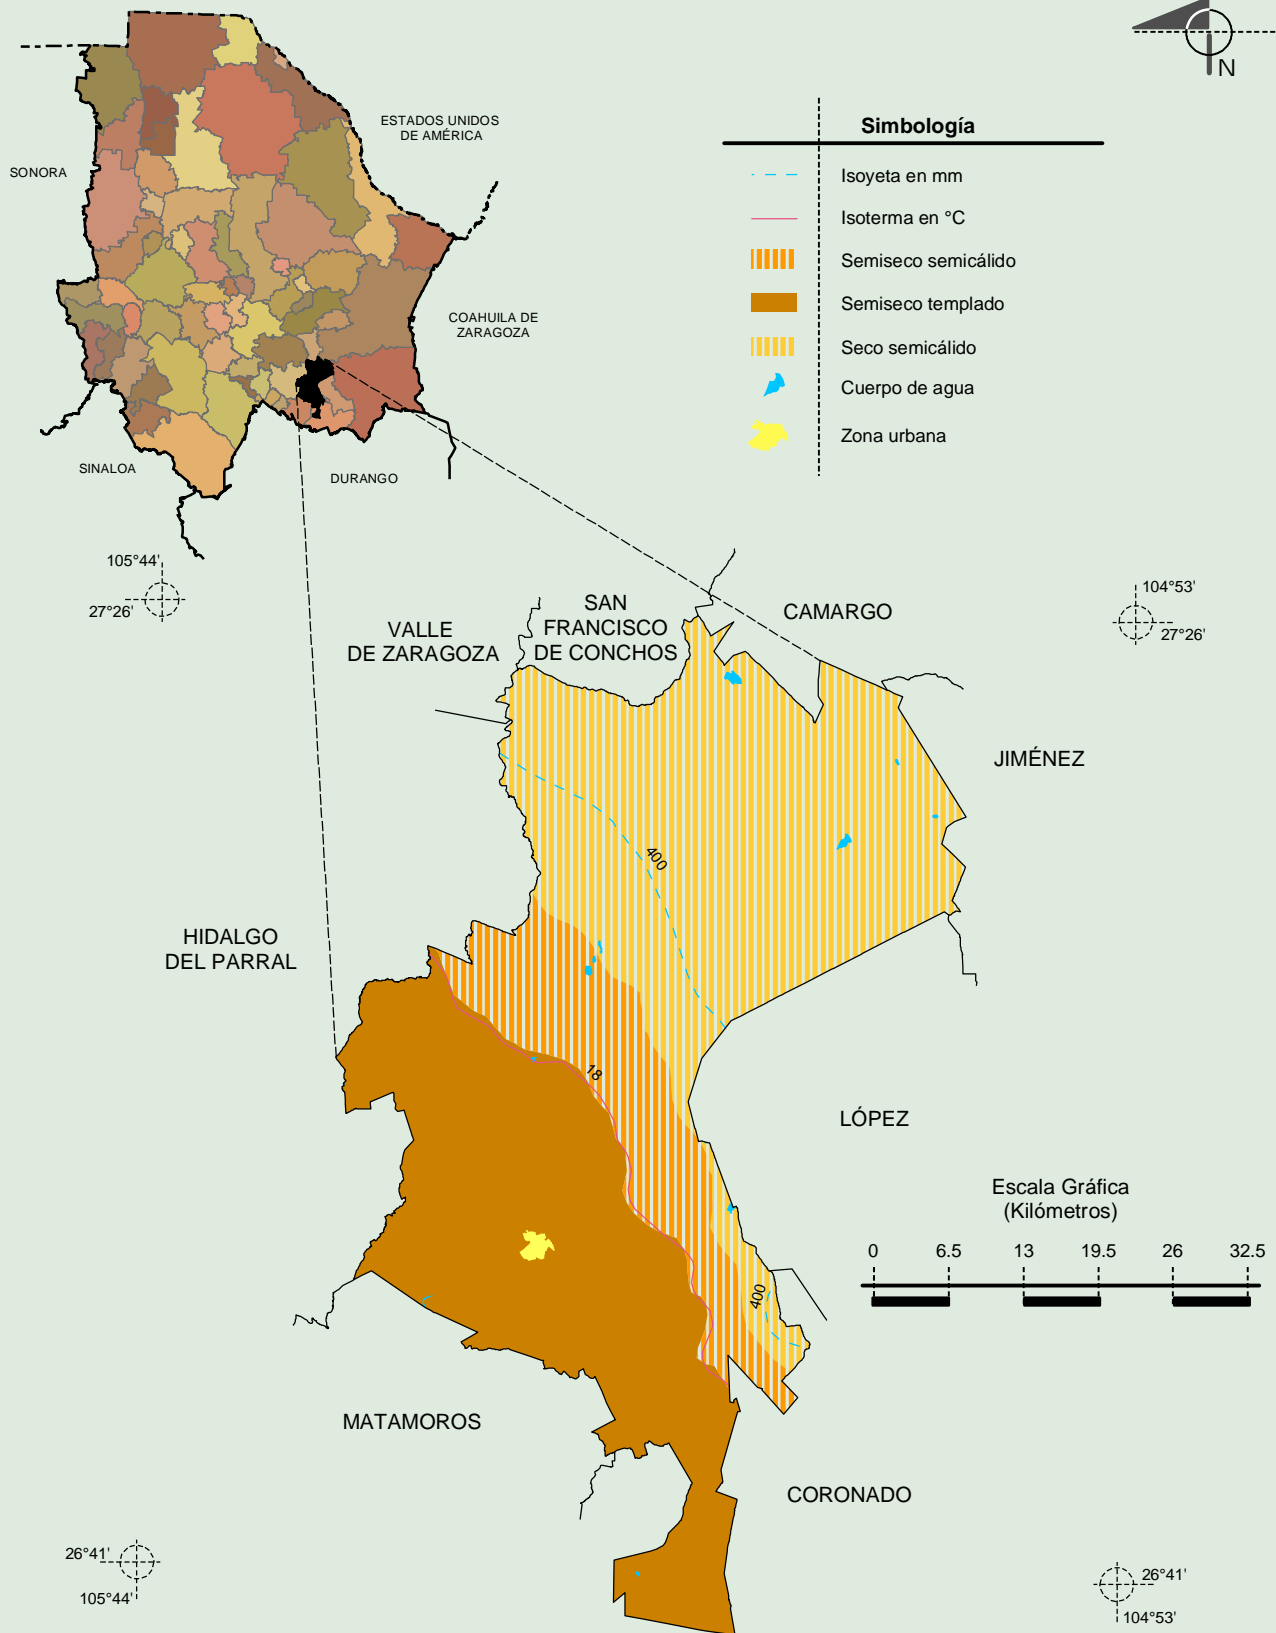 N
ESTADOS UNIDOS
DE AMÉRICA
SONORA
COAHUILA DE
ZARAGOZA
SINALOA
DURANGO
Simbología
Isoyeta en mm
Isoterma en °C
Semiseco semicálido
Semiseco templado
Seco semicálido
Cuerpo de agua
Zona urbana
105°44'
27°26'
104°53'
27°26'
VALLE
DE ZARAGOZA
SAN
FRANCISCO
DE CONCHOS
CAMARGO
JIMÉNEZ
400
HIDALGO
DEL PARRAL
18
LÓPEZ
Escala Gráfica
(Kilómetros)
0 6.5 13 19.5 26 32.5
400
MATAMOROS
CORONADO
26°41'
105°44'
26°41'
104°53'